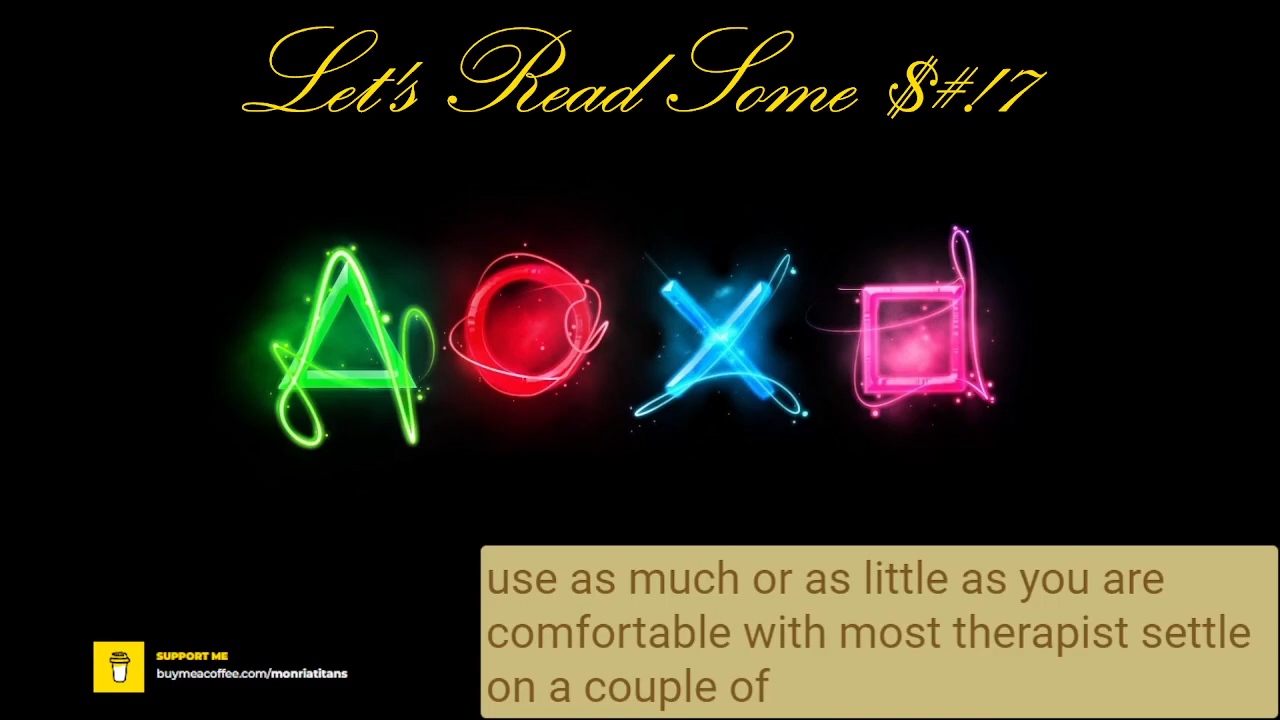 Let's Read Some $#!7
A O X d
use as much or as little as you are
comfortable with most therapist settle
on a couple of
SUPPORT ME
buymeacoffee.com/monriatitans